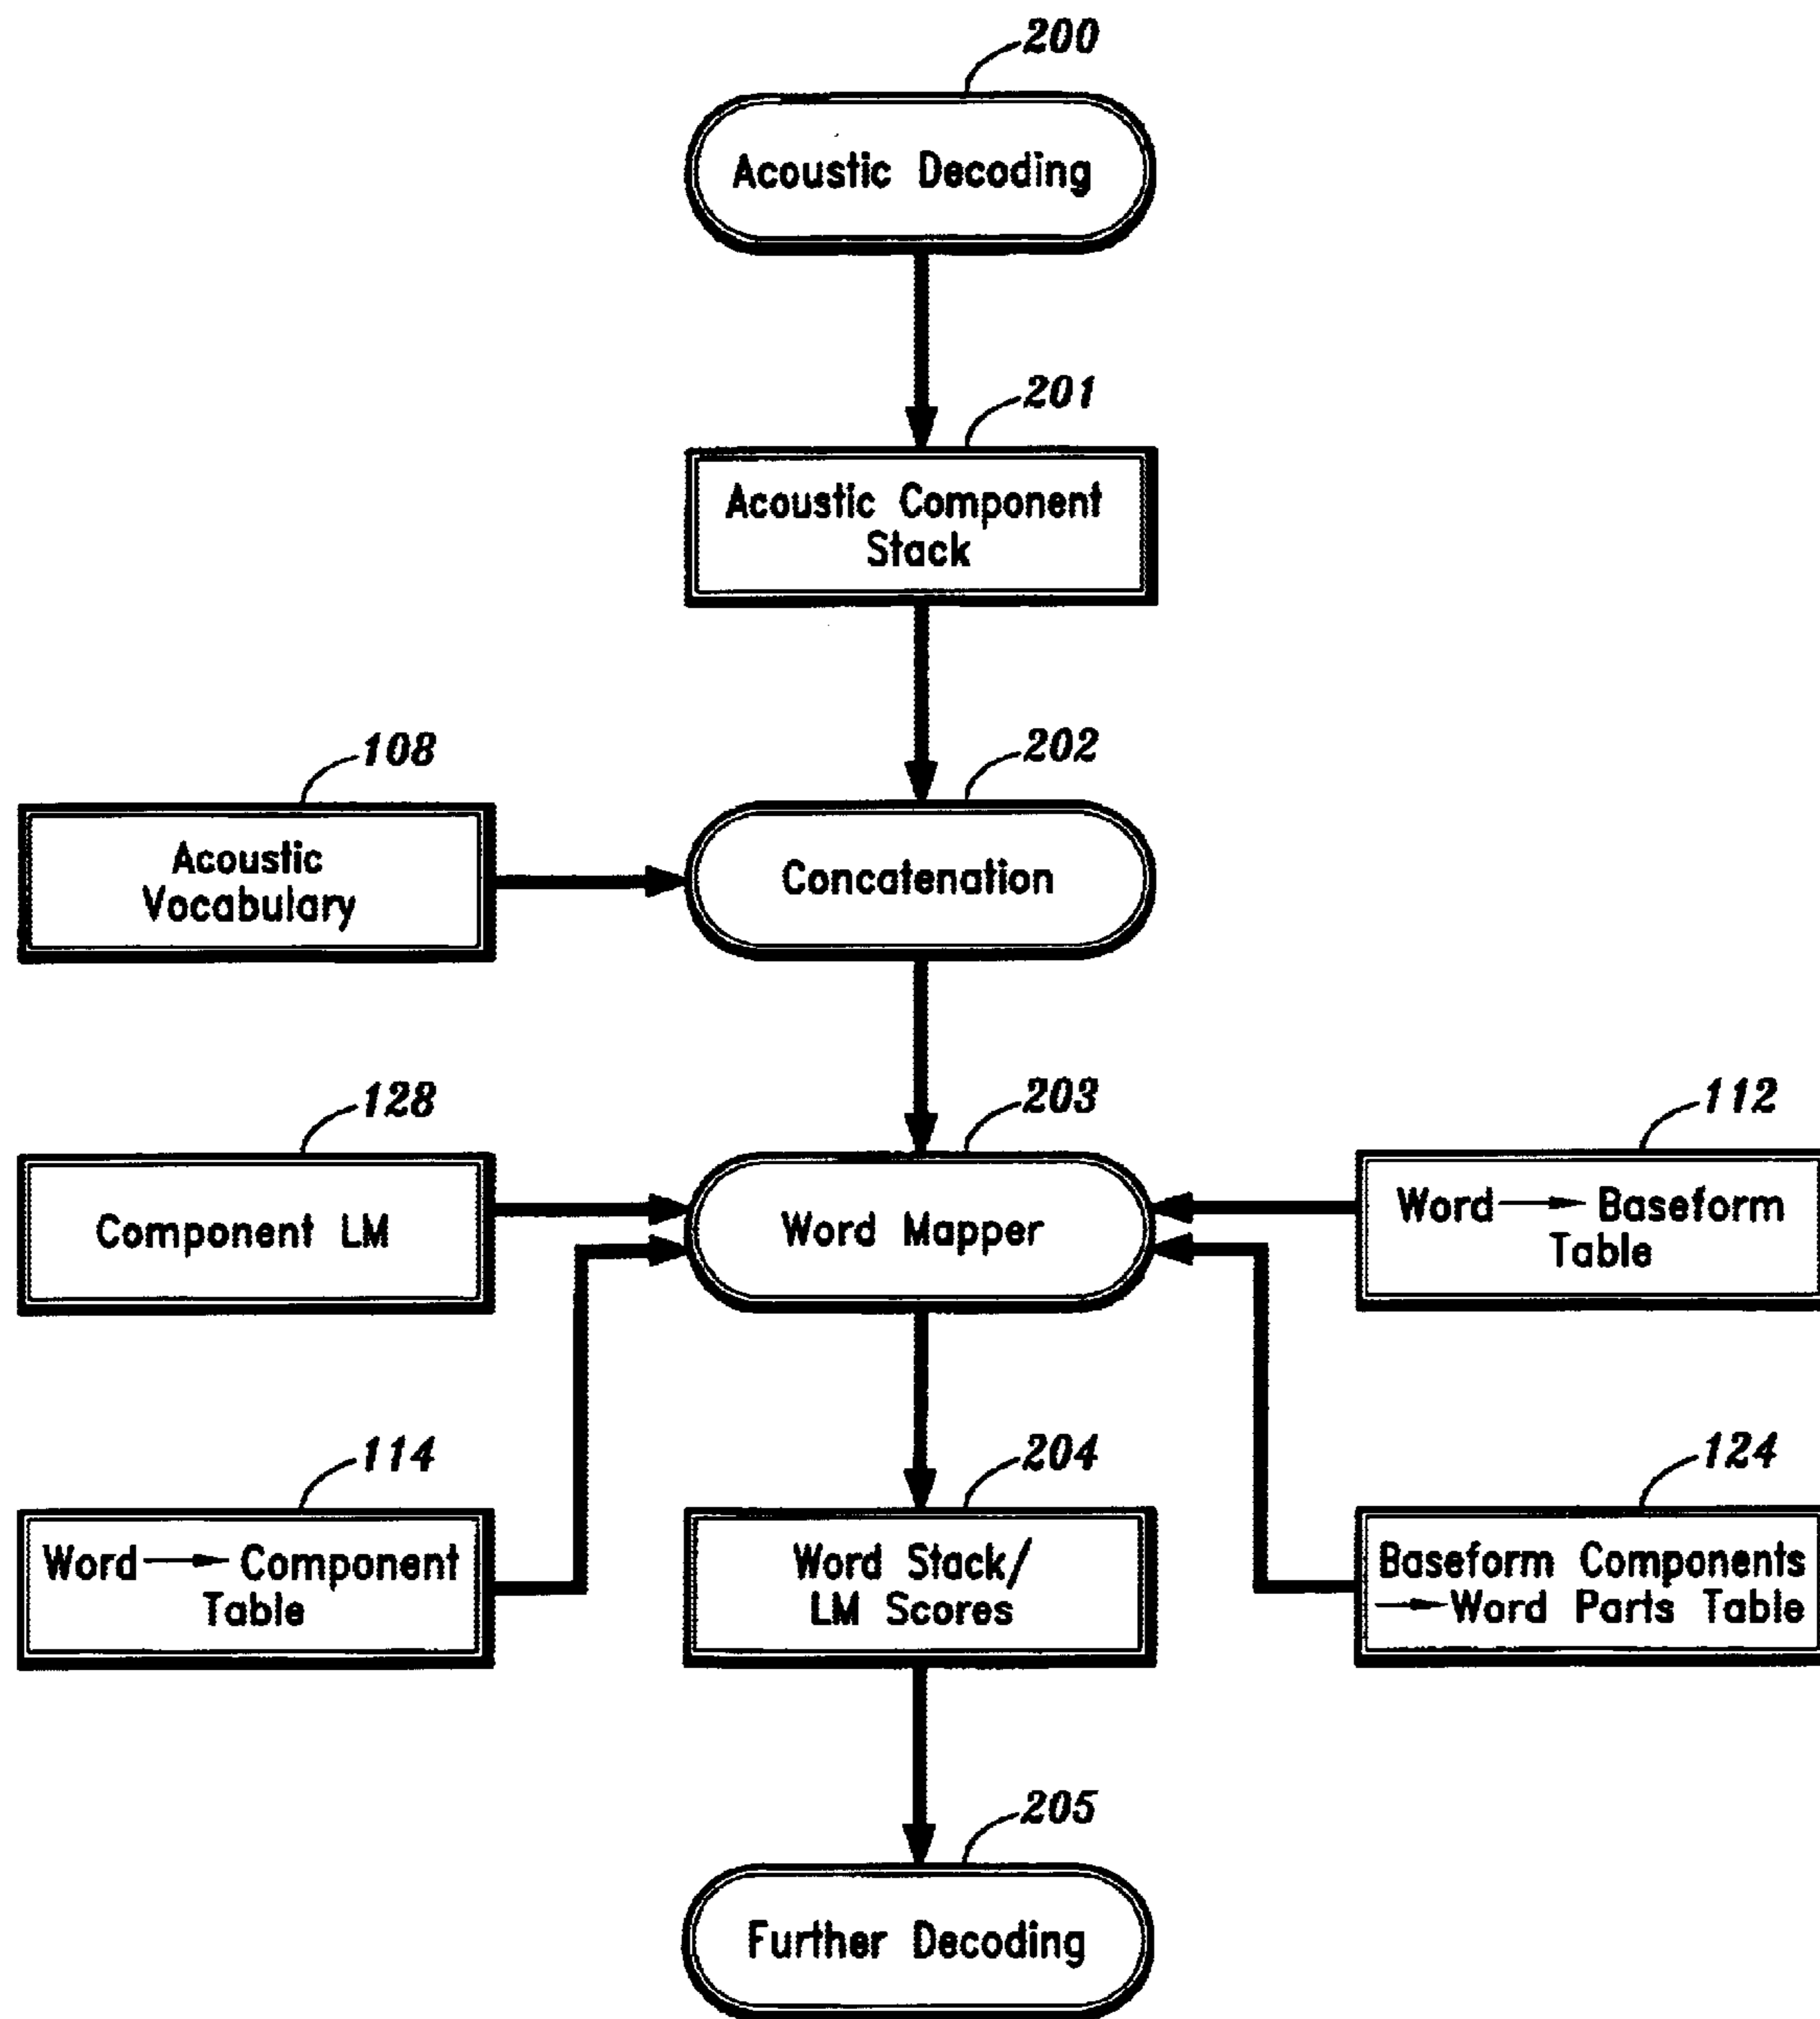 200
Acoustic Decoding
201
Acoustic Component
Stack
108
202
Acoustic
Vocabulary
Concatenation
128
203
112
Component LM
Word Mapper
Word → Baseform
Table
114
204
124
Word → Component
Table
Word Stack/
LM Scores
Baseform Components
→ Word Parts Table
205
Further Decoding